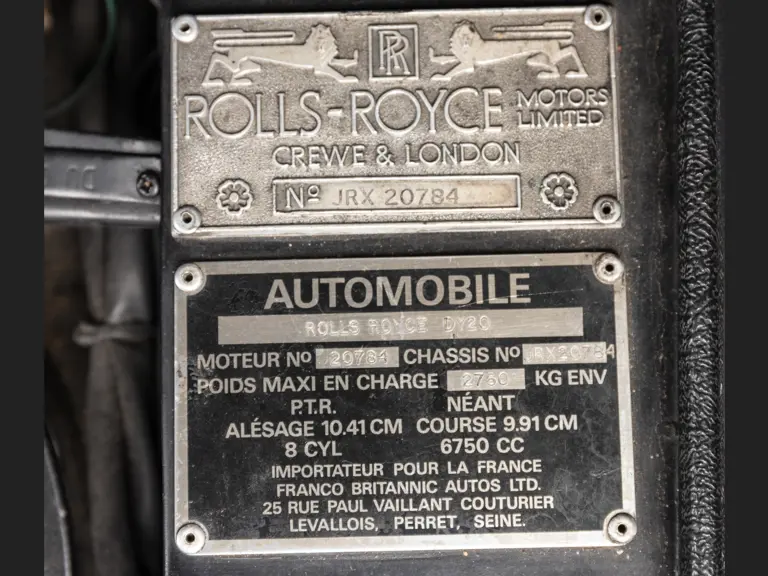 RR
ROLLS-ROYCE MOTORS LIMITED
CREWE & LONDON
Nº JRX 20784
AUTOMOBILE
ROLLS ROYCE DY20
MOTEUR Nº J20784 CHASSIS Nº JRX20784
POIDS MAXI EN CHARGE 2760 KG ENV
P.T.R. NÉANT
ALÉSAGE 10.41 CM COURSE 9.91 CM
8 CYL 6750 CC
IMPORTATEUR POUR LA FRANCE
FRANCO BRITANNIC AUTOS LTD.
25 RUE PAUL VAILLANT COUTURIER
LEVALLOIS, PERRET, SEINE.